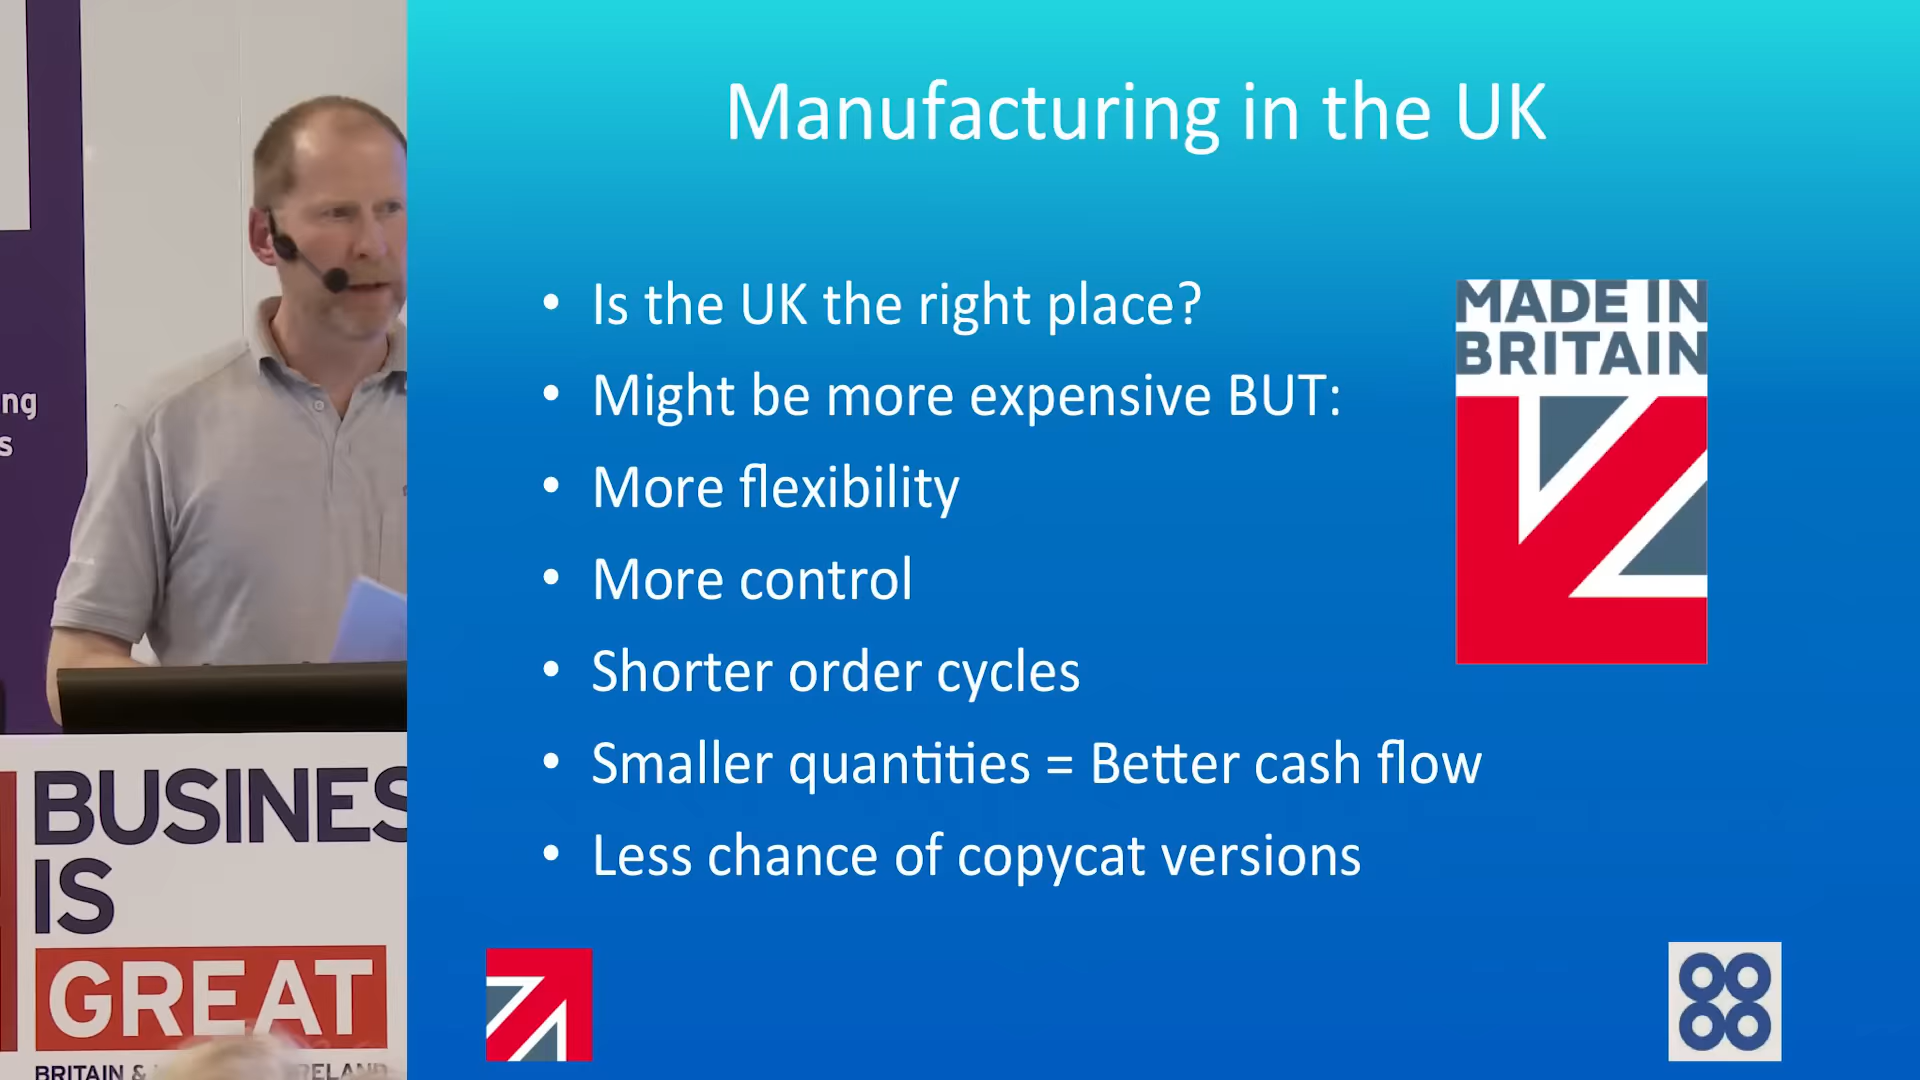 Manufacturing in the UK
• Is the UK the right place?
• Might be more expensive BUT:
• More flexibility
• More control
• Shorter order cycles
• Smaller quantities = Better cash flow
• Less chance of copycat versions
MADE IN
BRITAIN
ng
s
BUSINES
IS
GREAT
BRITAIN &